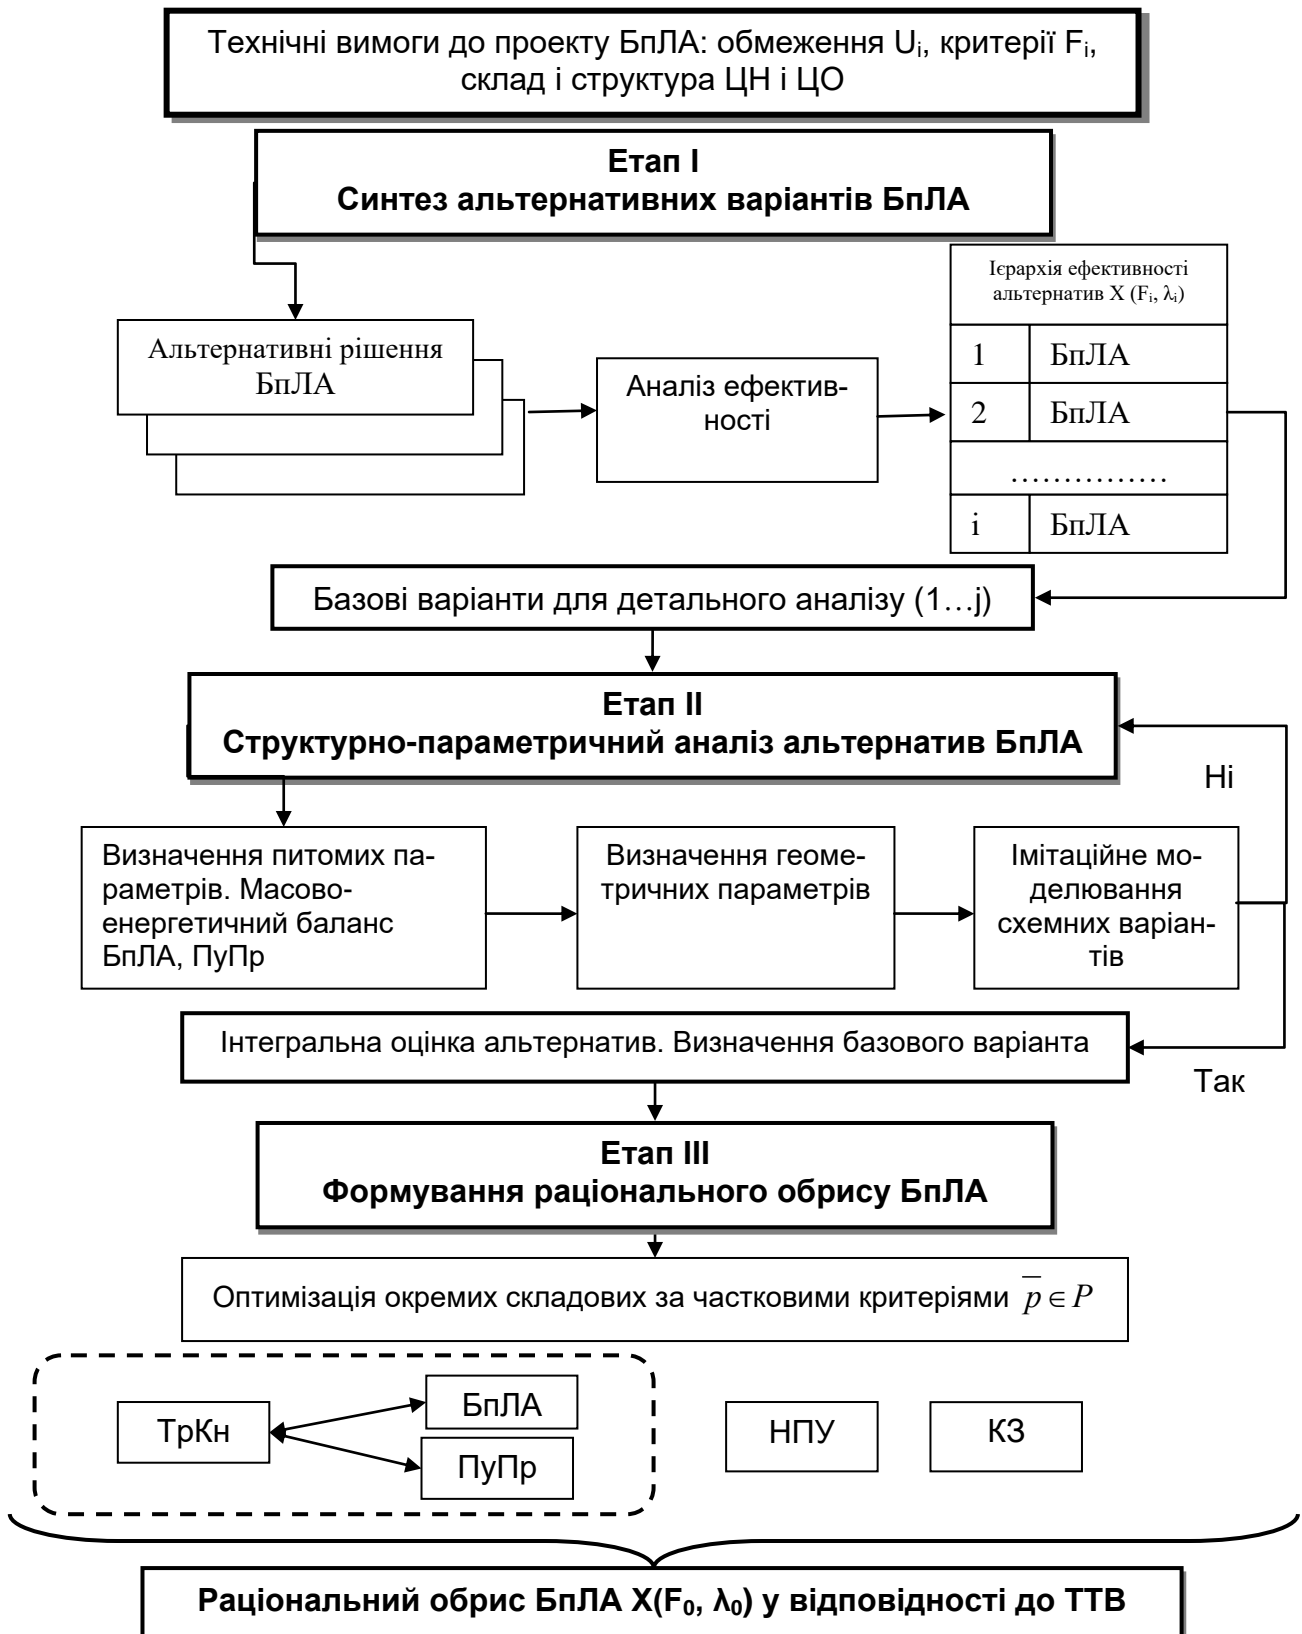 Технічні вимоги до проекту БпЛА: обмеження Uᵢ, критерії Fᵢ,
склад і структура ЦН і ЦО
Етап I
Синтез альтернативних варіантів БпЛА
Альтернативні рішення
БпЛА
Аналіз ефектив-
ності
Ієрархія ефективності
альтернатив X (Fᵢ, λᵢ)
1 БпЛА
2 БпЛА
……………
i БпЛА
Базові варіанти для детального аналізу (1…j)
Етап II
Структурно-параметричний аналіз альтернатив БпЛА
Ні
Визначення питомих па-
раметрів. Масово-
енергетичний баланс
БпЛА, ПуПр
Визначення геоме-
тричних параметрів
Імітаційне мо-
делювання
схемних варіан-
тів
Інтегральна оцінка альтернатив. Визначення базового варіанта
Так
Етап III
Формування раціонального обрису БпЛА
Оптимізація окремих складових за частковими критеріями p̅ ∈ P
ТрКн
БпЛА
ПуПр
НПУ
КЗ
Раціональний обрис БпЛА X(F₀, λ₀) у відповідності до ТТВ